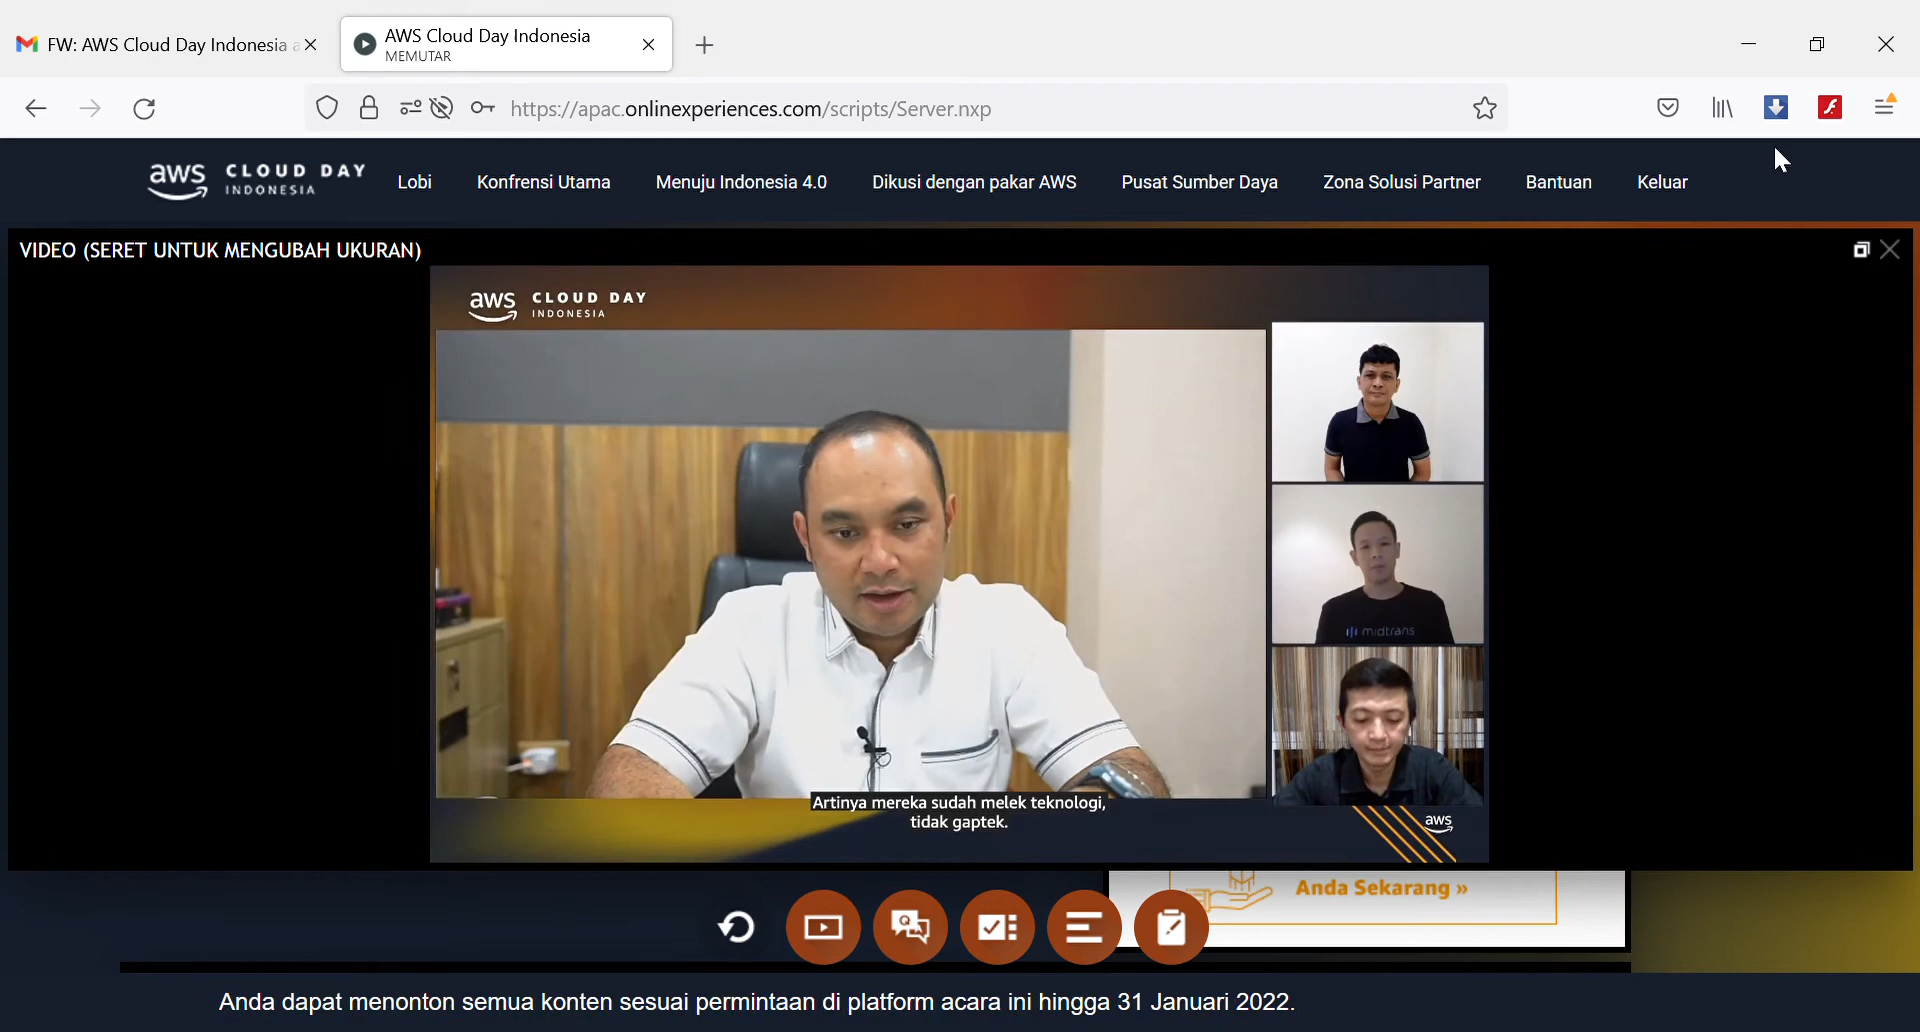 FW: AWS Cloud Day Indonesia a
AWS Cloud Day Indonesia
MEMUTAR
https://apac.onlinexperiences.com/scripts/Server.nxp
aws CLOUD DAY
INDONESIA
Lobi Konfrensi Utama Menuju Indonesia 4.0 Dikusi dengan pakar AWS Pusat Sumber Daya Zona Solusi Partner Bantuan Keluar
VIDEO (SERET UNTUK MENGUBAH UKURAN)
aws CLOUD DAY
INDONESIA
midtrans
Artinya mereka sudah melek teknologi,
tidak gaptek.
aws
Anda Sekarang »
Q A
Anda dapat menonton semua konten sesuai permintaan di platform acara ini hingga 31 Januari 2022.